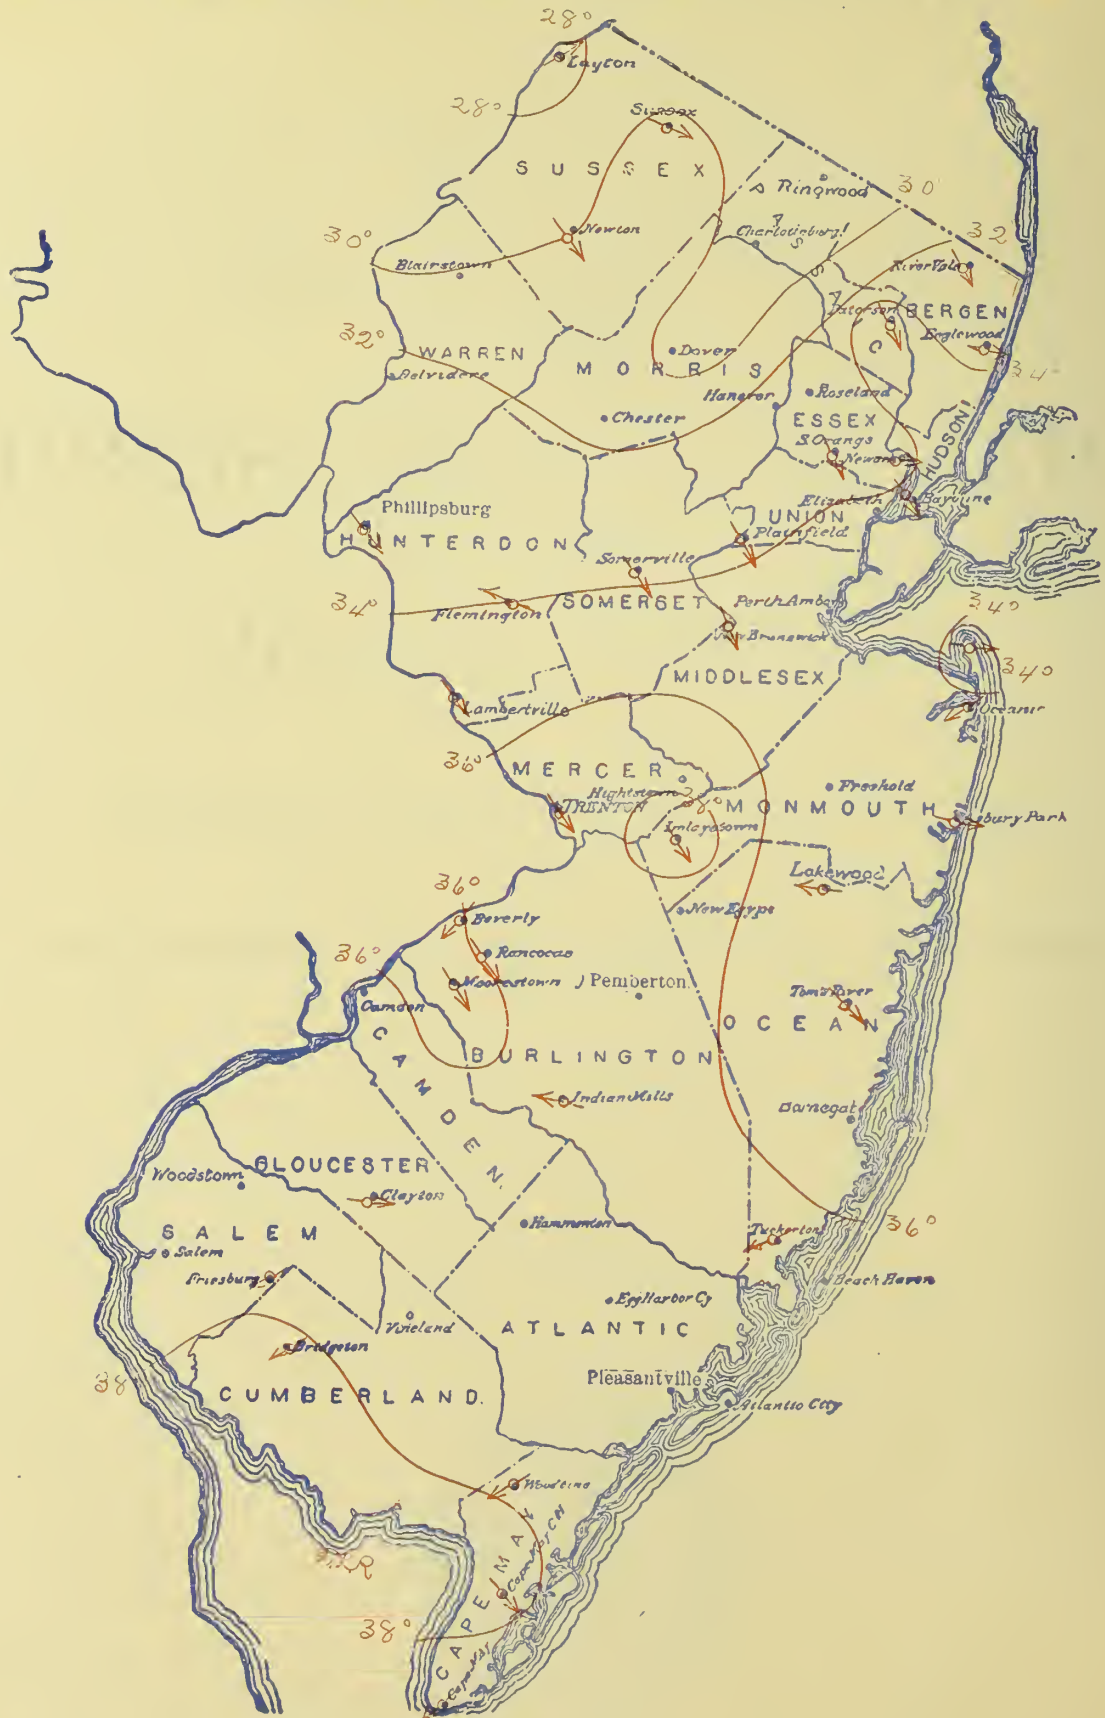 28°
Layton
28°
Sussex
SUSSEX
Ringwood
30
Newton
Charlotteburg!
32
30°
Blairstown
River Vale
Paterson
BERGEN
Englewood
32°
WARREN
Dover
34
MORRIS
Belvidere
Hanover
Roseland
Chester
ESSEX
HUDSON!
S. Orange
Newark
Elizabeth
Bayonne
Phillipsburg
UNION
Plainfield
HUNTERDON
Somerville
34°
Flemington
SOMERSET
Perth Amboy
34°
New Brunswick
34°
MIDDLESEX
Lambertville
Oceanic
36°
MERCER
Hightstown
Freehold
TRENTON
38°
MONMOUTH
Imlaystown
bury Park
Lakewood
36°
Beverly
New Egypt
Rancocas
36°
Moorestown
Pemberton
Toms River
Camden
OCEAN
CAMDEN.
BURLINGTON
Indian Mills
Barnegat
GLOUCESTER
Woodstown
Clayton
Hammonton
36°
SALEM
Tuckerton
Salem
Friesburg
Beach Haven
Egg Harbor Cy
Vineland
ATLANTIC
Bridgeton
38
Pleasantville
CUMBERLAND.
Atlantic City
Woodbine
Cape May CH
CAPE MAY
38°
Cape May